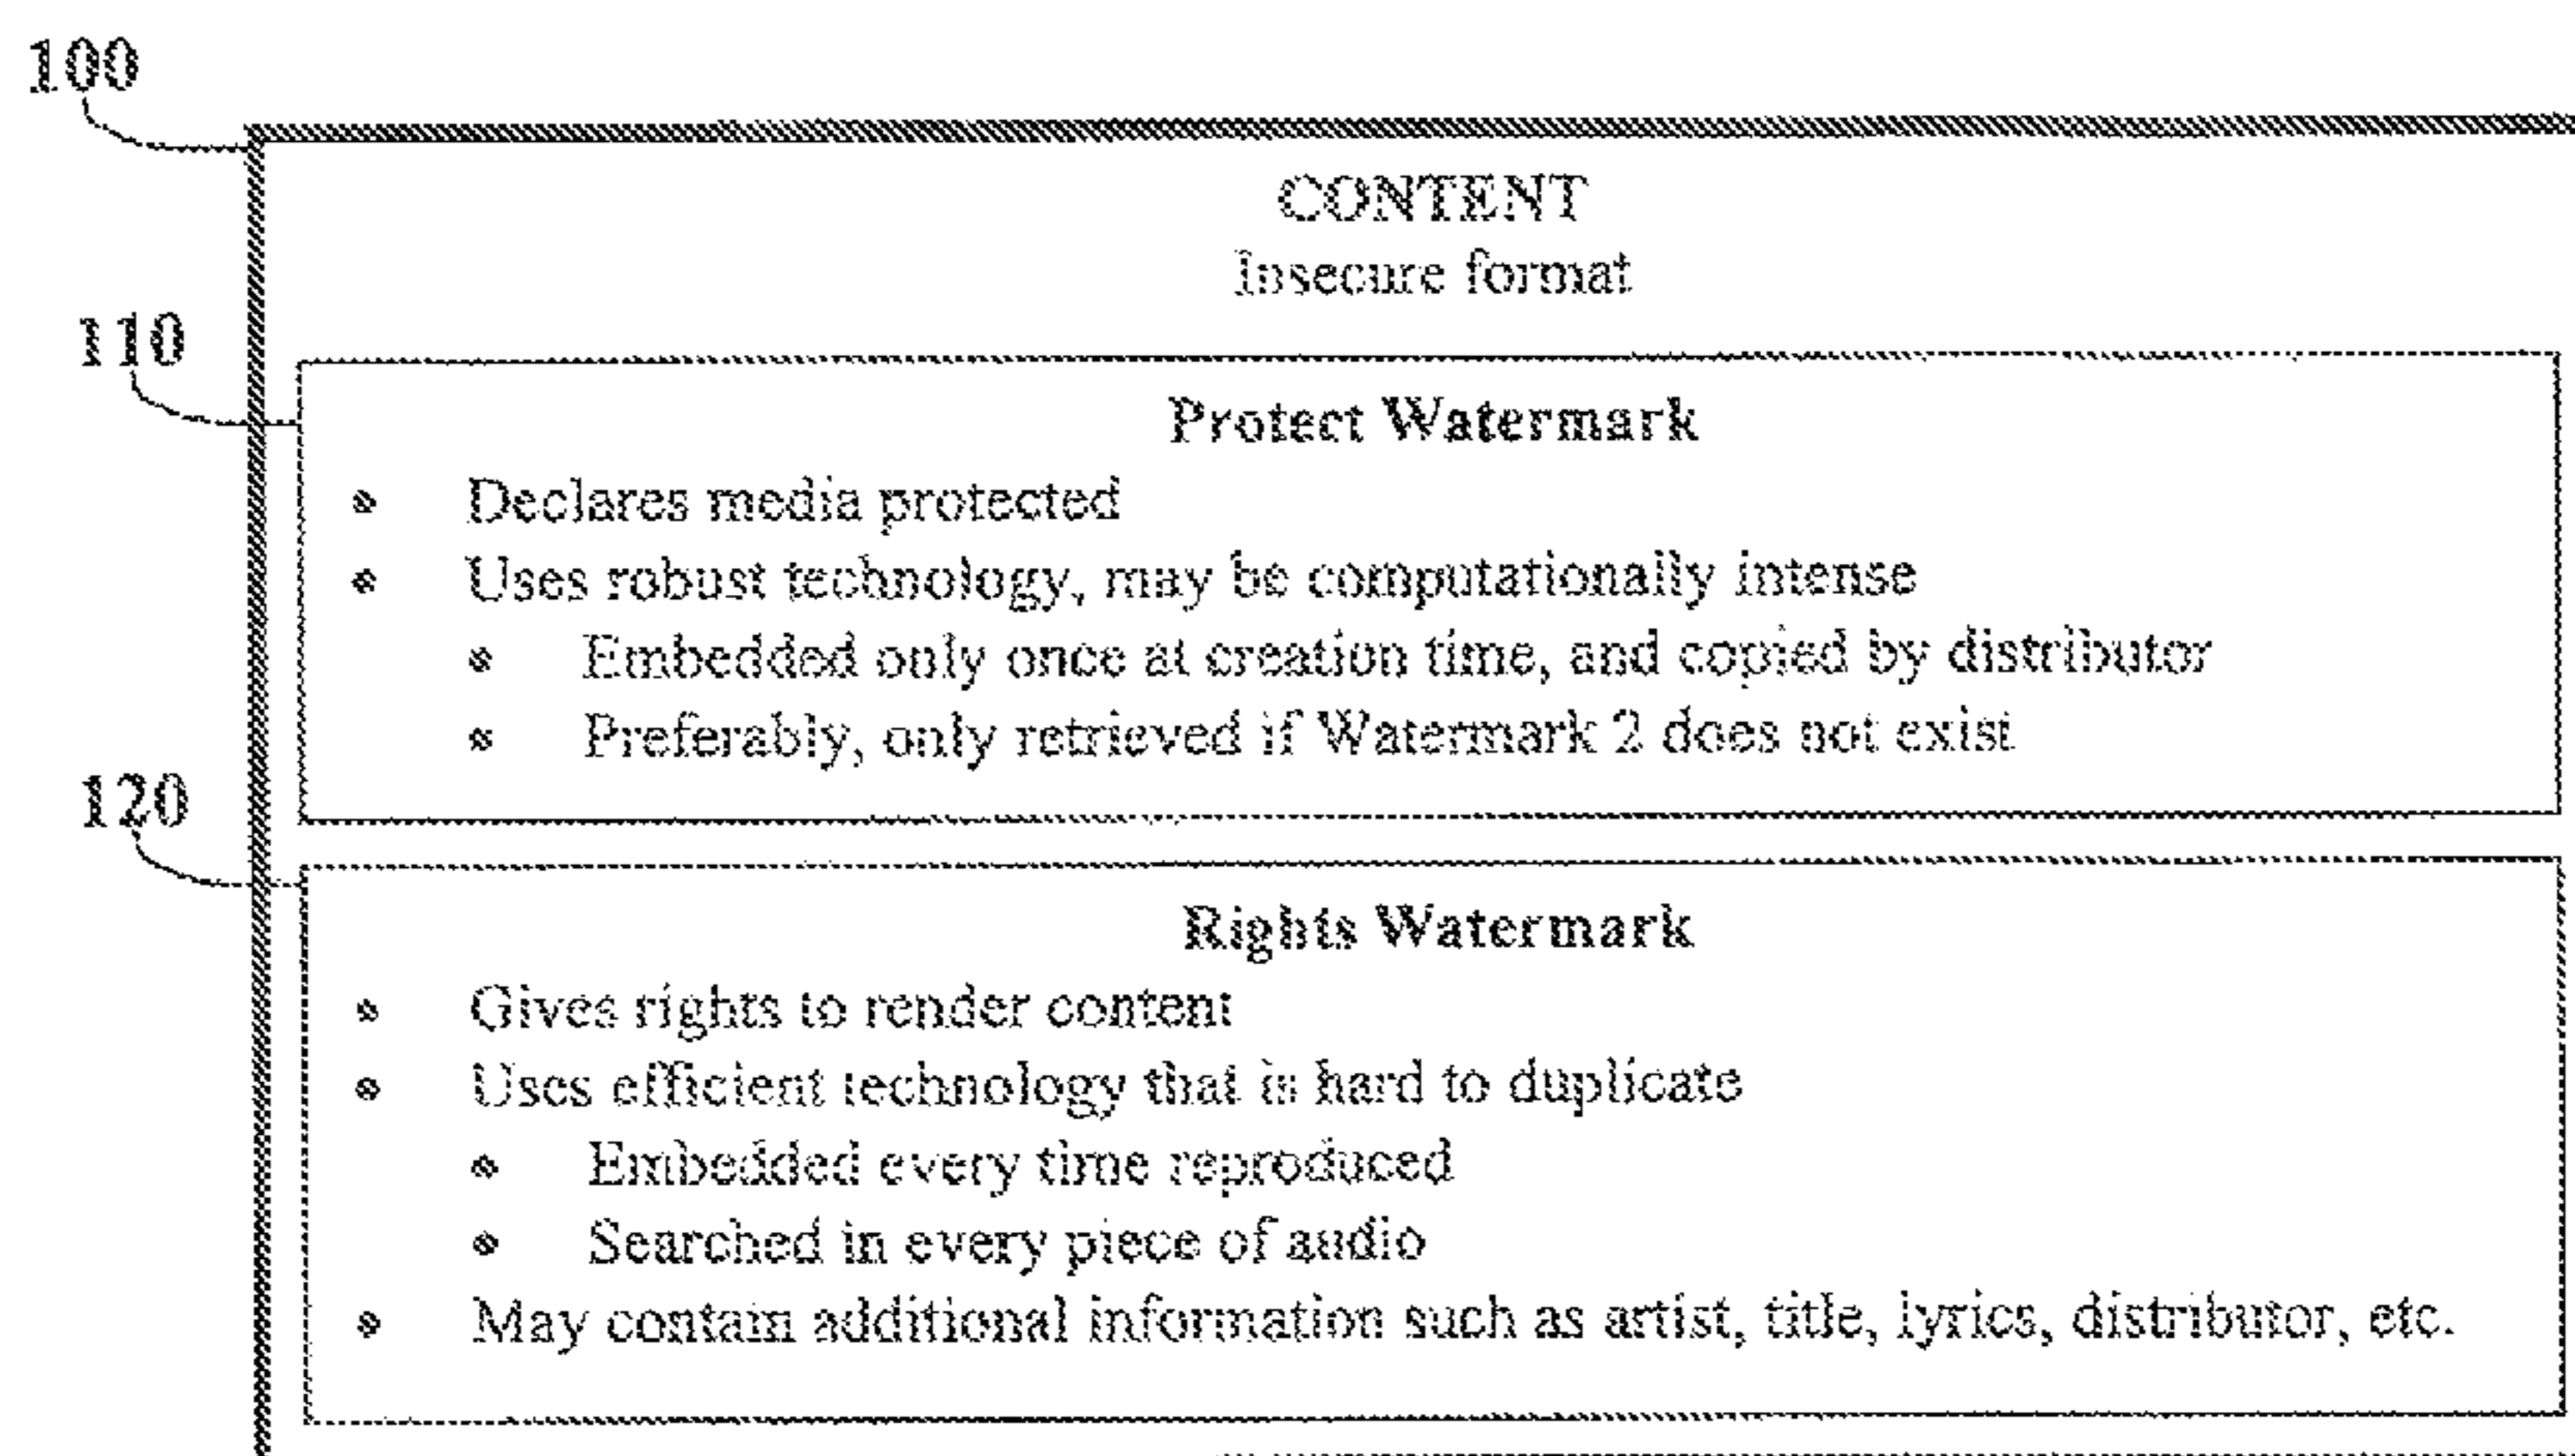 100
CONTENT
Insecure format
110
Protect Watermark
• Declares media protected
• Uses robust technology, may be computationally intense
• Embedded only once at creation time, and copied by distributor
• Preferably, only retrieved if Watermark 2 does not exist
120
Rights Watermark
• Gives rights to render content
• Uses efficient technology that is hard to duplicate
• Embedded every time reproduced
• Searched in every piece of audio
• May contain additional information such as artist, title, lyrics, distributor, etc.